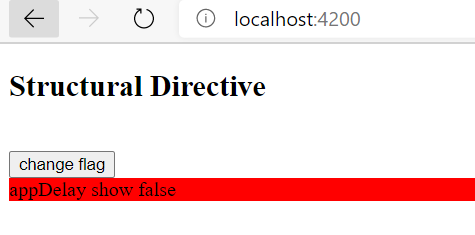 localhost:4200
Structural Directive
change flag
appDelay show false